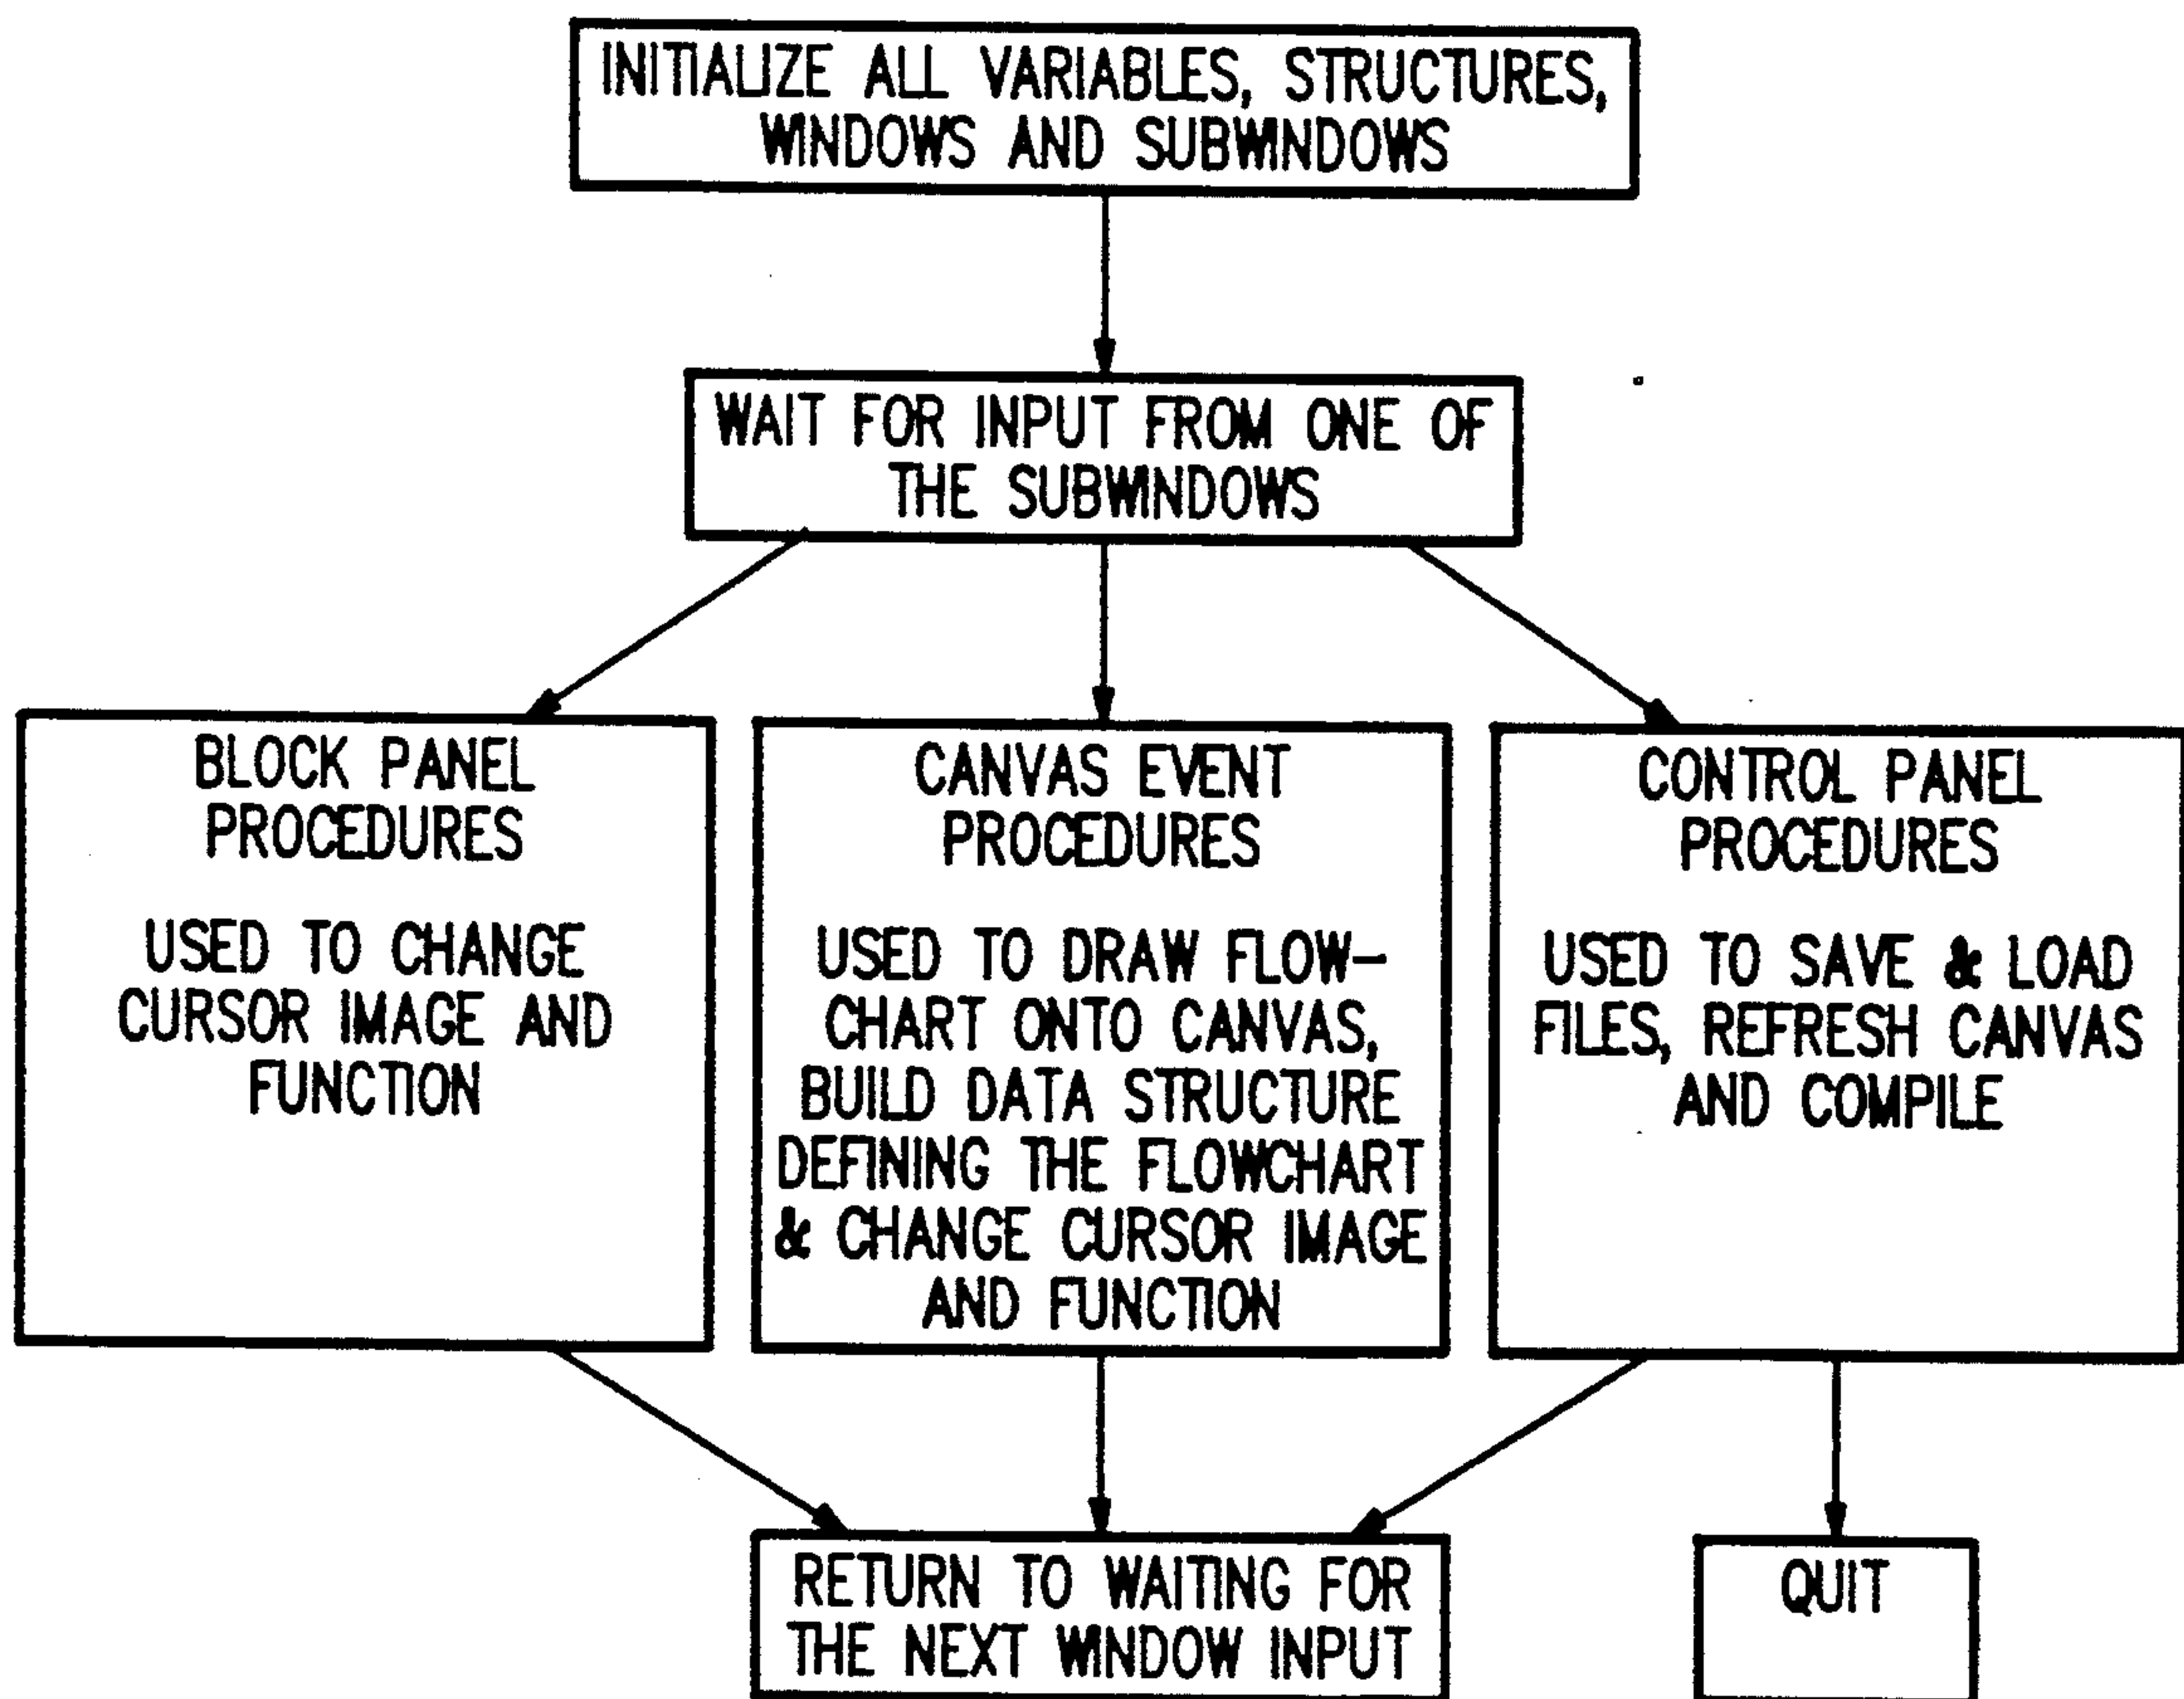 INITIALIZE ALL VARIABLES, STRUCTURES,
WINDOWS AND SUBWINDOWS
WAIT FOR INPUT FROM ONE OF
THE SUBWINDOWS
BLOCK PANEL
PROCEDURES
USED TO CHANGE
CURSOR IMAGE AND
FUNCTION
CANVAS EVENT
PROCEDURES
USED TO DRAW FLOW-
CHART ONTO CANVAS,
BUILD DATA STRUCTURE
DEFINING THE FLOWCHART
& CHANGE CURSOR IMAGE
AND FUNCTION
CONTROL PANEL
PROCEDURES
USED TO SAVE & LOAD
FILES, REFRESH CANVAS
AND COMPILE
RETURN TO WAITING FOR
THE NEXT WINDOW INPUT
QUIT